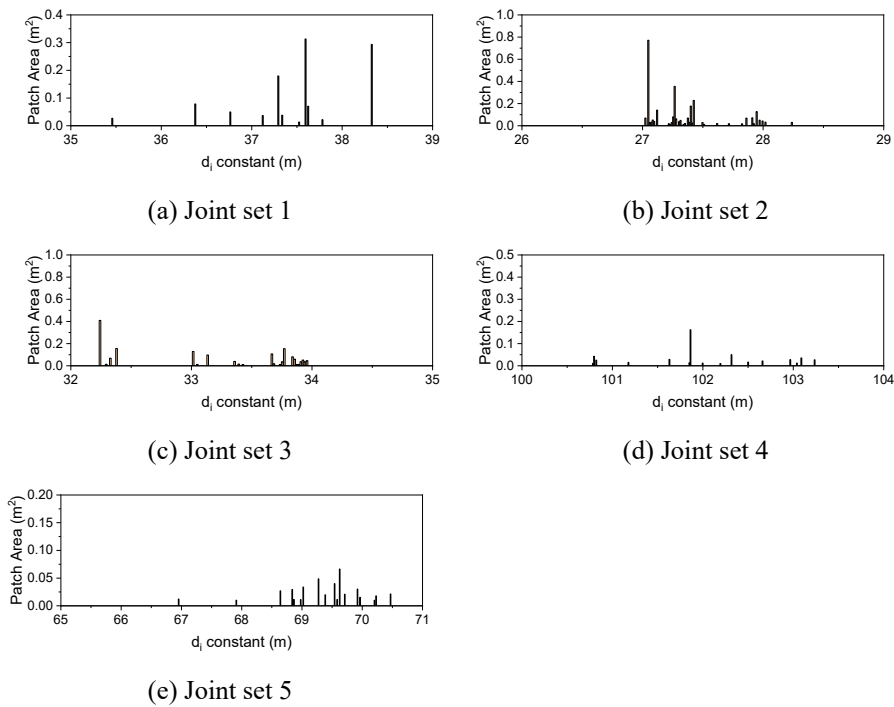 0.4
0.3
0.2
0.1
0.0
Patch Area (m²)
35 36 37 38 39
dᵢ constant (m)
(a) Joint set 1
1.0
0.8
0.6
0.4
0.2
0.0
Patch Area (m²)
26 27 28 29
dᵢ constant (m)
(b) Joint set 2
1.0
0.8
0.6
0.4
0.2
0.0
Patch Area (m²)
32 33 34 35
dᵢ constant (m)
(c) Joint set 3
0.5
0.4
0.3
0.2
0.1
0.0
Patch Area (m²)
100 101 102 103 104
dᵢ constant (m)
(d) Joint set 4
0.20
0.15
0.10
0.05
0.00
Patch Area (m²)
65 66 67 68 69 70 71
dᵢ constant (m)
(e) Joint set 5